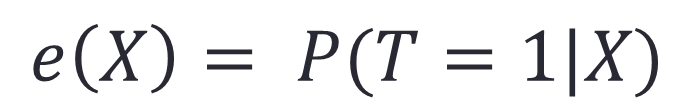 e(X) = P(T = 1|X)